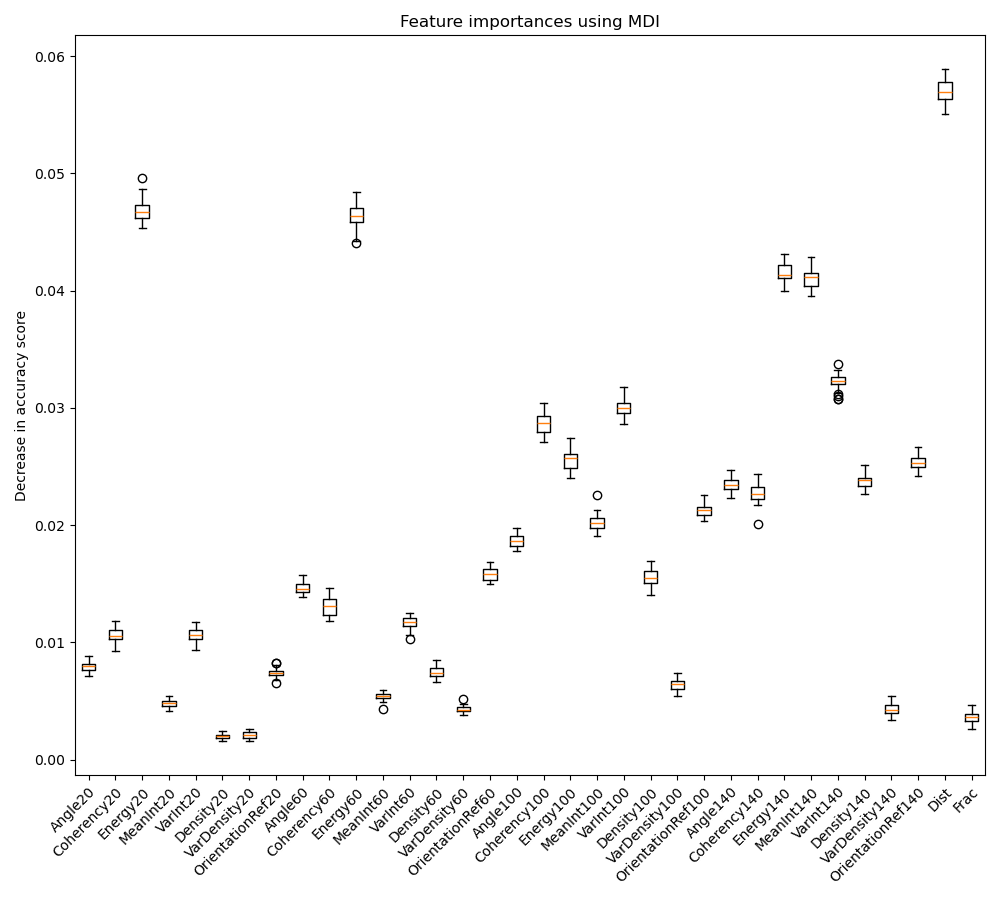 Feature importances using MDI
Decrease in accuracy score
0.06
0.05
0.04
0.03
0.02
0.01
0.00
Angle20
Coherency20
Energy20
MeanInt20
VarInt20
Density20
VarDensity20
OrientationRef20
Angle60
Coherency60
Energy60
MeanInt60
VarInt60
Density60
VarDensity60
OrientationRef60
Angle100
Coherency100
Energy100
MeanInt100
VarInt100
Density100
VarDensity100
OrientationRef100
Angle140
Coherency140
Energy140
MeanInt140
VarInt140
Density140
VarDensity140
OrientationRef140
Dist
Frac